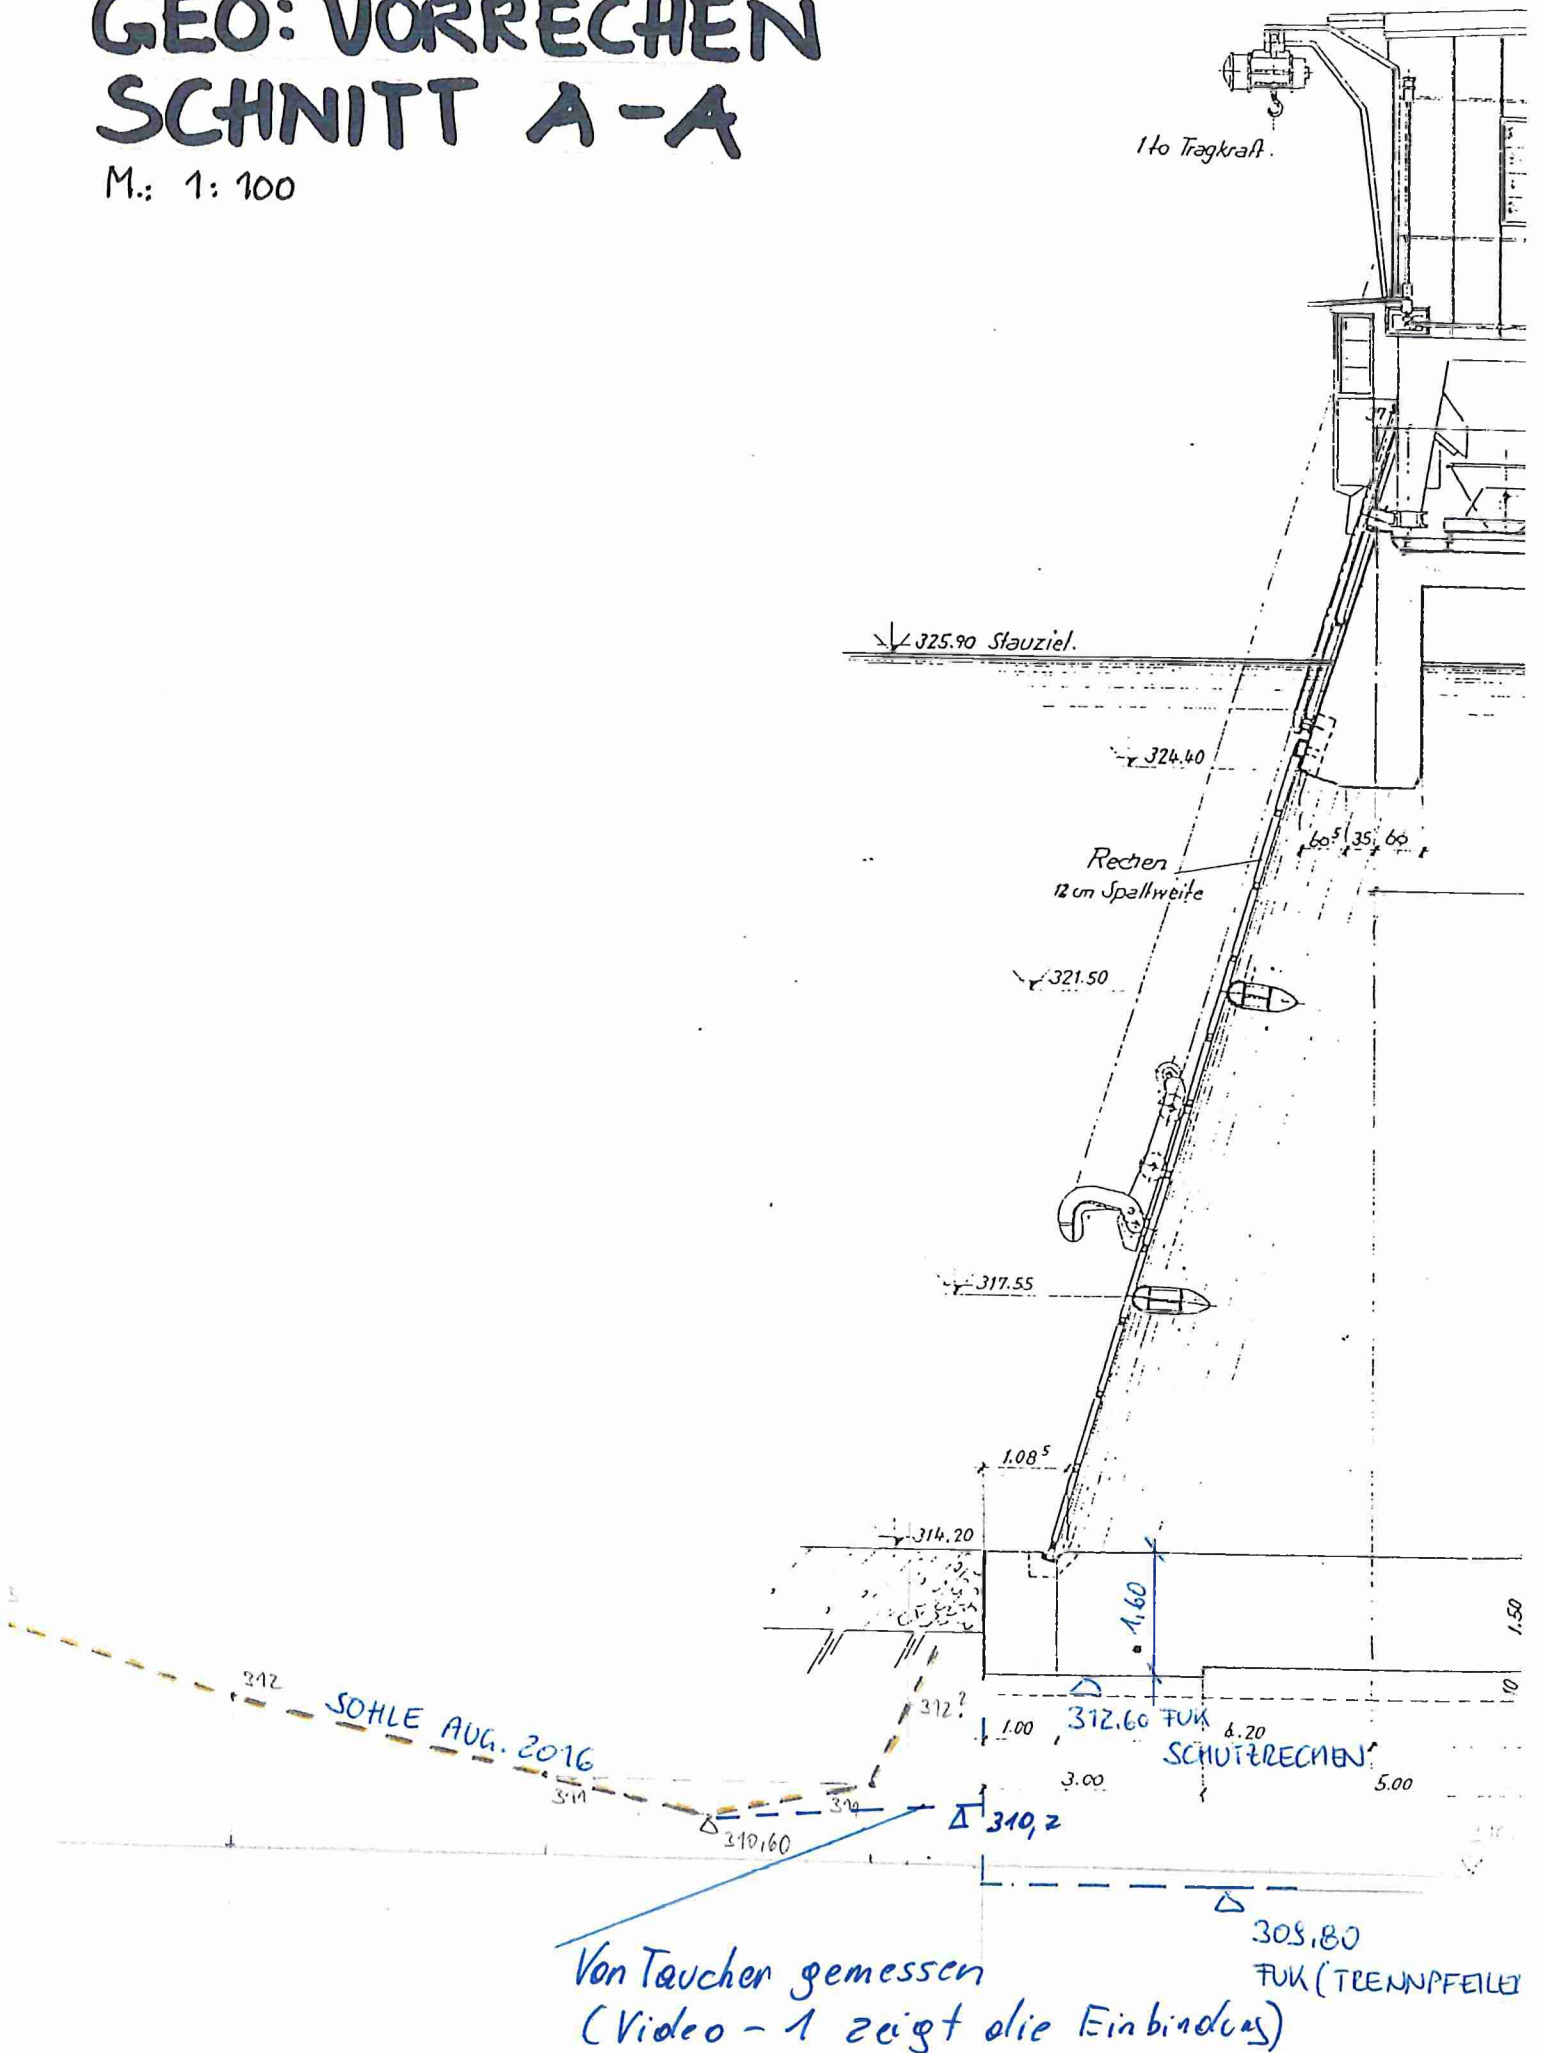 GEO: VORRECHEN
SCHNITT A-A
M.: 1:100
1 to Tragkraft.
37
325.90 Stauziel.
324.40
60⁵ 35 60
Rechen
12 cm Spaltweite
321.50
317.55
1.08⁵
314.20
1,60
1.50
10
312
SOHLE AUG. 2016
311
310,60
312?
311
1.00
312.60 FUK
SCHUTZRECHEN
3.00
5.00
310,2
309,80
FUK (TRENNPFEILER
Von Taucher gemessen
(Video - 1 zeigt die Einbindung)